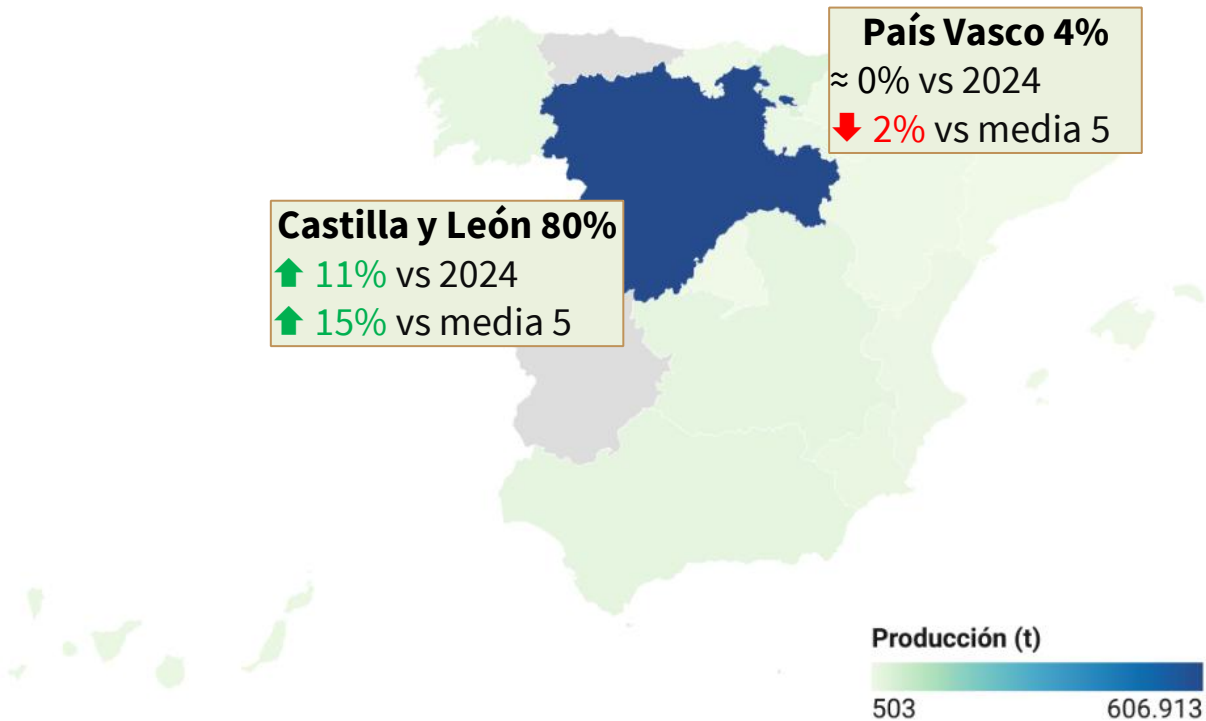 País Vasco 4%
≈ 0% vs 2024
2% vs media 5
Castilla y León 80%
11% vs 2024
15% vs media 5
Producción (t)
503 606.913